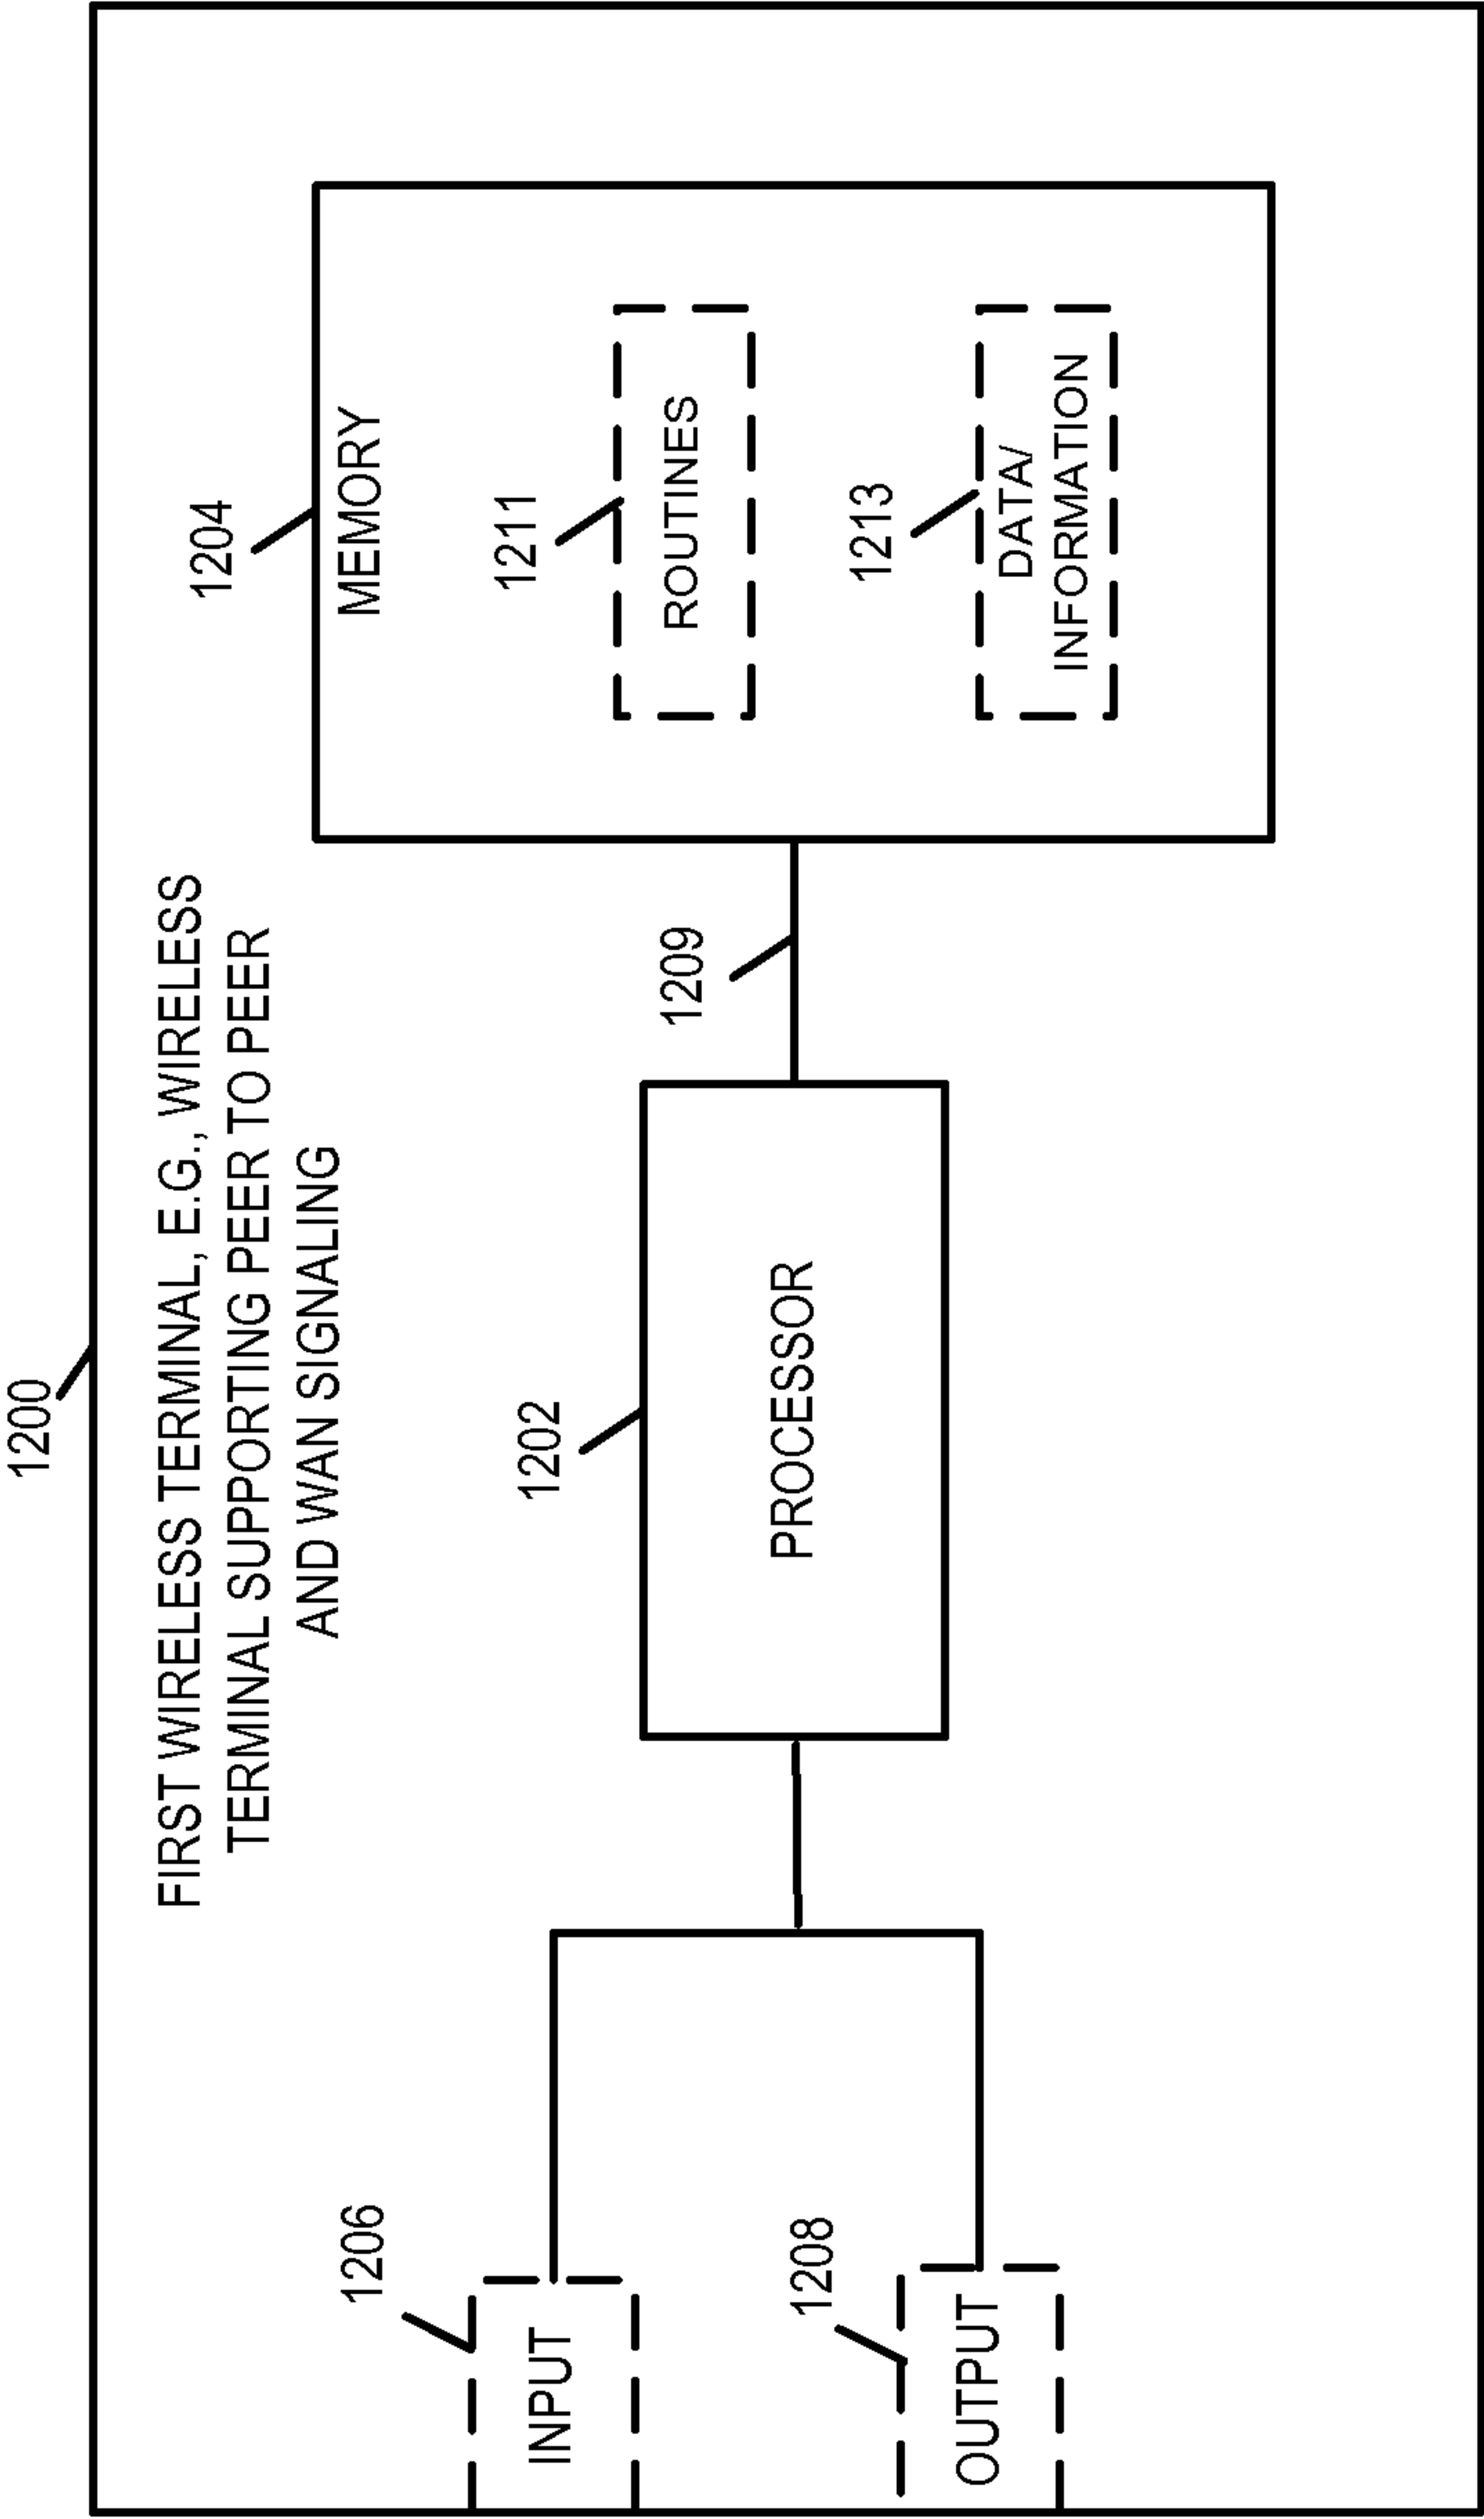 1200
FIRST WIRELESS TERMINAL, E.G., WIRELESS
TERMINAL SUPPORTING PEER TO PEER
AND WAN SIGNALING
1206
INPUT
1208
OUTPUT
1202
PROCESSOR
1209
1204
MEMORY
1211
ROUTINES
1213
DATA/
INFORMATION